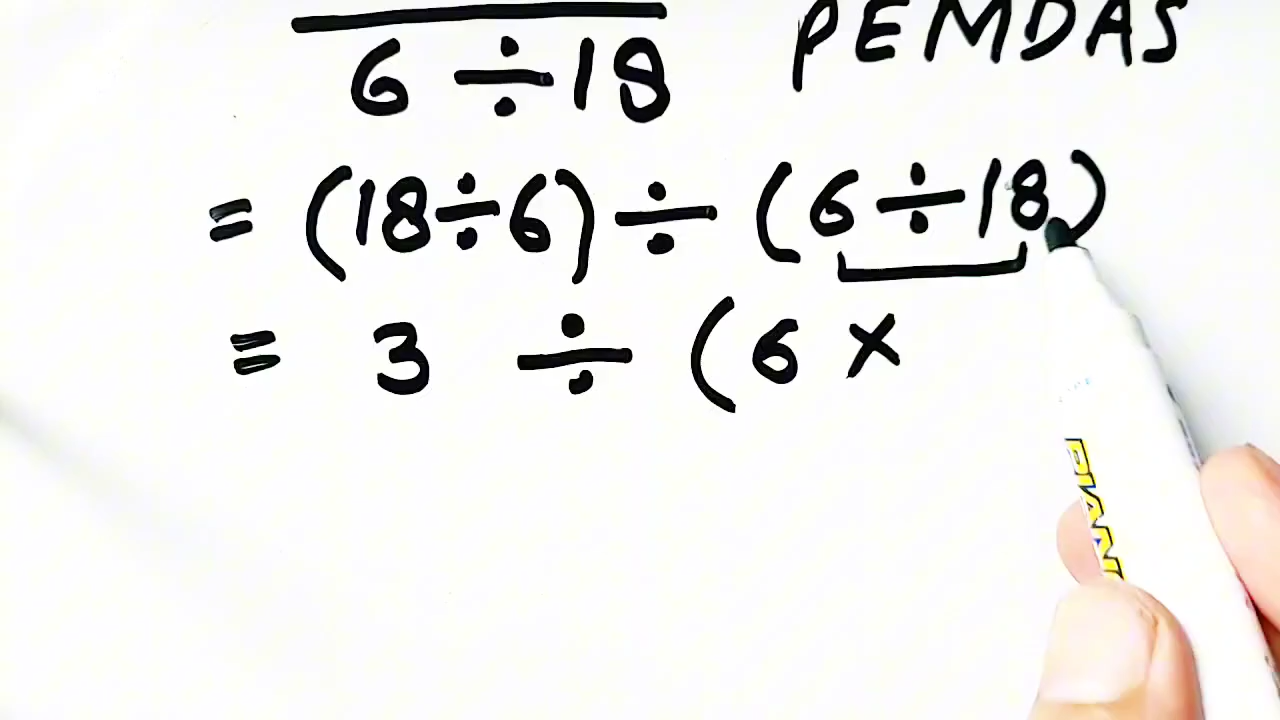 PEMDAS
6 ÷ 18
= (18 ÷ 6) ÷ (6 ÷ 18)
= 3 ÷ (6 ×